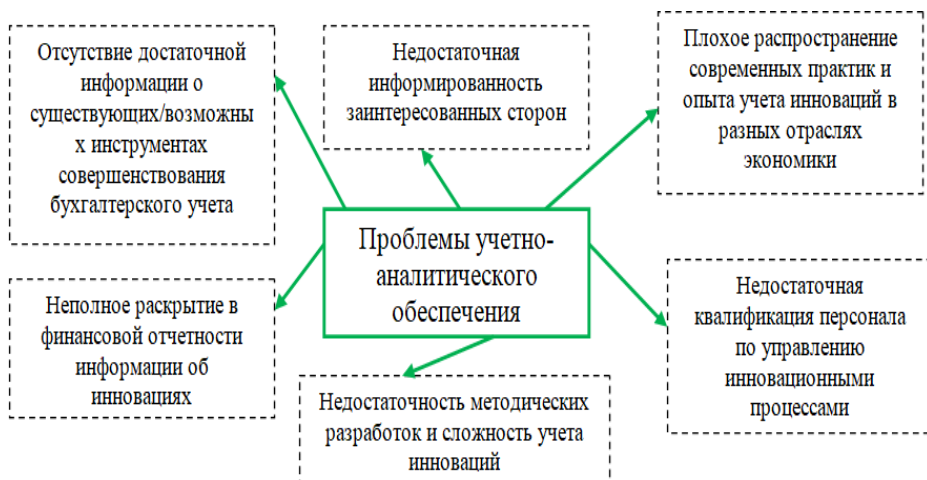 Отсутствие достаточной
информации о
существующих/возможны
х инструментах
совершенствования
бухгалтерского учета
Недостаточная
информированность
заинтересованных сторон
Плохое распространение
современных практик и
опыта учета инноваций в
разных отраслях
экономики
Проблемы учетно-
аналитического
обеспечения
Неполное раскрытие в
финансовой отчетности
информации об
инновациях
Недостаточная
квалификация персонала
по управлению
инновационными
процессами
Недостаточность методических
разработок и сложность учета
инноваций